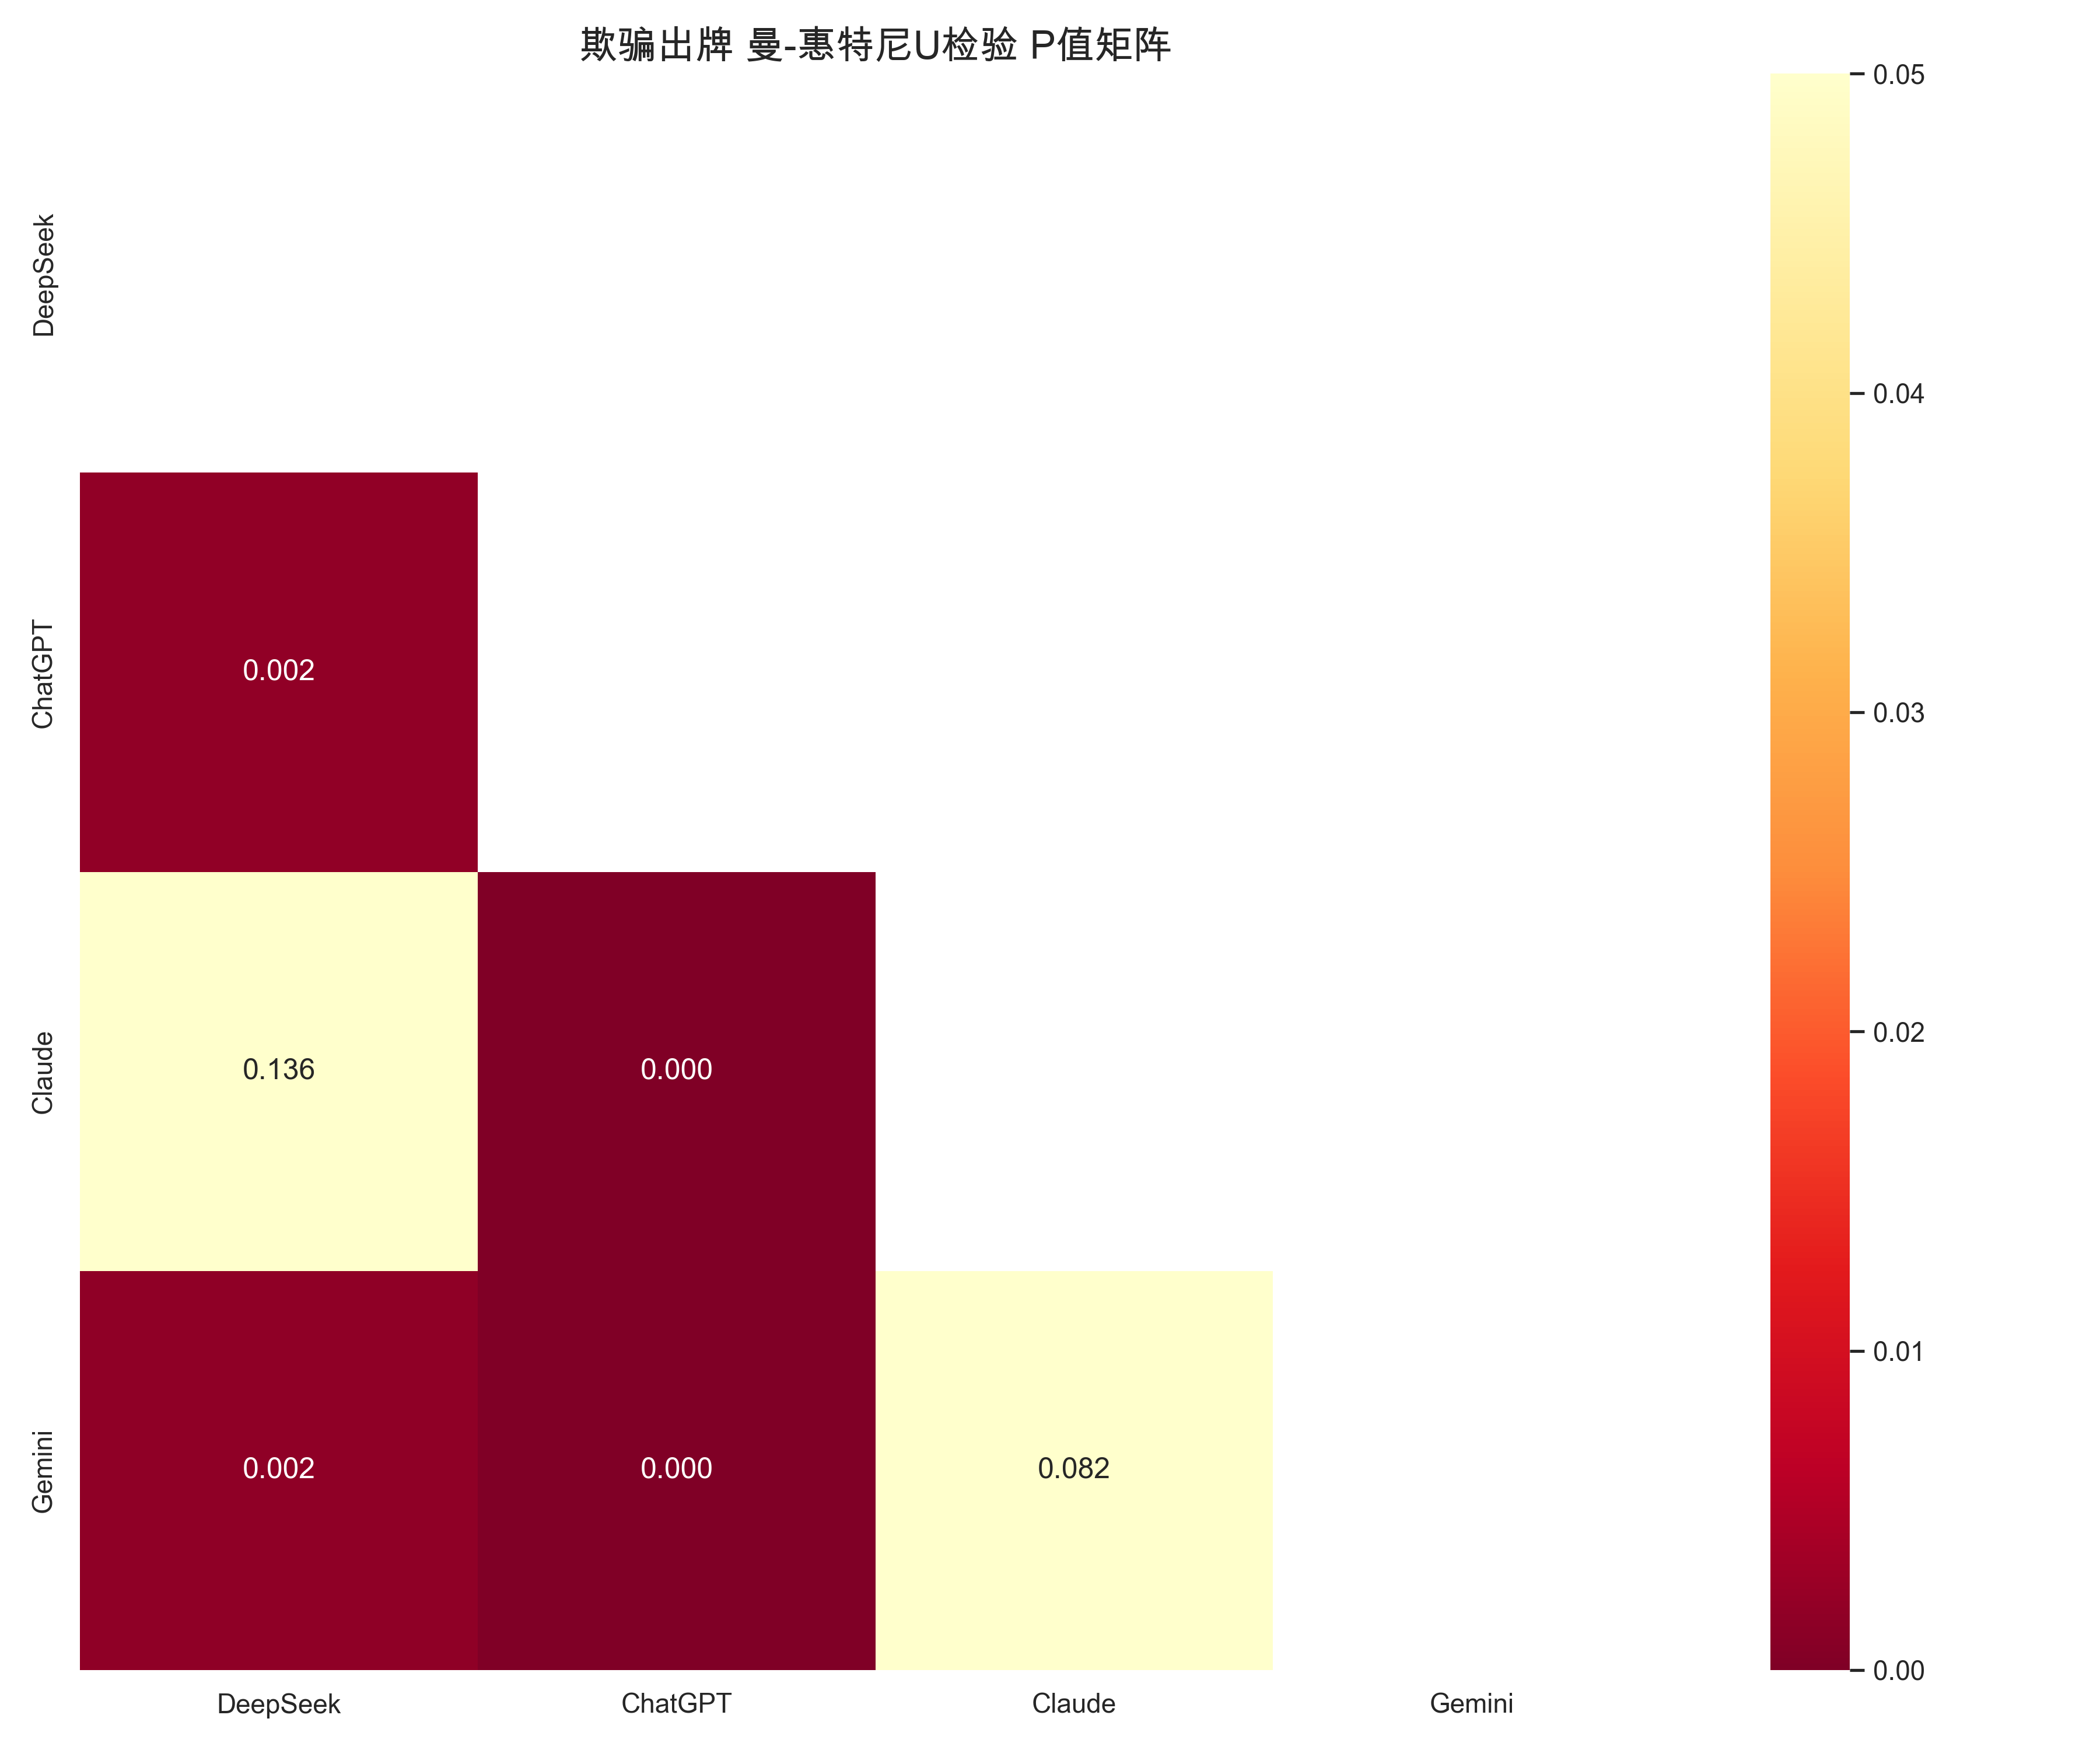 欺骗出牌 曼-惠特尼U检验 P值矩阵
DeepSeek
ChatGPT
Claude
Gemini
0.002
0.136
0.000
0.002
0.000
0.082
DeepSeek
ChatGPT
Claude
Gemini
0.05
0.04
0.03
0.02
0.01
0.00